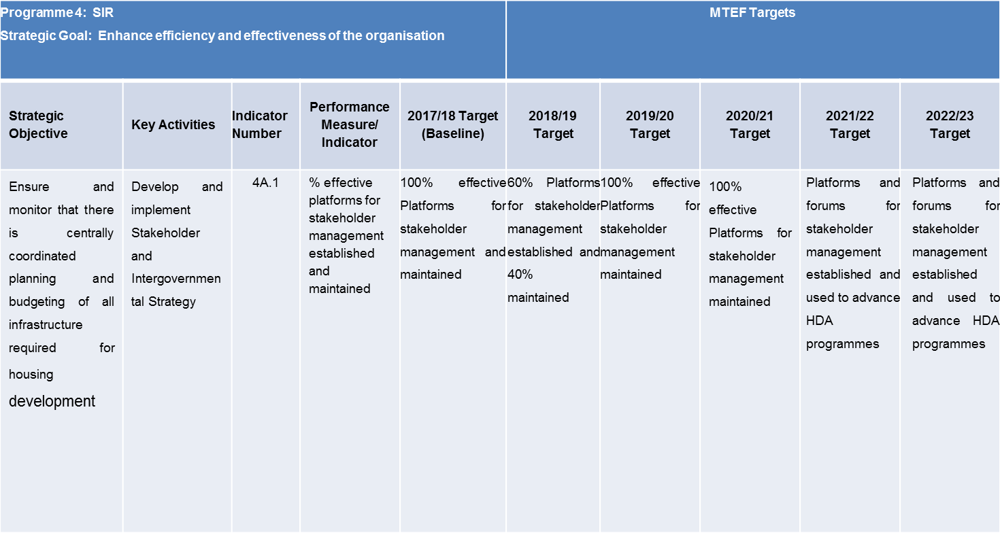 Programme 4: SIR
Strategic Goal: Enhance efficiency and effectiveness of the organisation
MTEF Targets
Strategic
Objective
Key Activities
Indicator
Number
Performance
Measure/
Indicator
2017/18 Target
(Baseline)
2018/19
Target
2019/20
Target
2020/21
Target
2021/22
Target
2022/23
Target
Ensure and
monitor that there
is centrally
coordinated
planning and
budgeting of all
infrastructure
required for
housing
development
Develop and
implement
Stakeholder
and
Intergovernmen
tal Strategy
4A.1
% effective
platforms for
stakeholder
management
established
and
maintained
100% effective
Platforms for
stakeholder
management and
maintained
60% Platforms
for stakeholder
management
established and
40%
maintained
100% effective
Platforms for
stakeholder
management
maintained
100%
effective
Platforms for
stakeholder
management
maintained
Platforms and
forums for
stakeholder
management
established and
used to advance
HDA
programmes
Platforms and
forums for
stakeholder
management
established
and used to
advance HDA
programmes